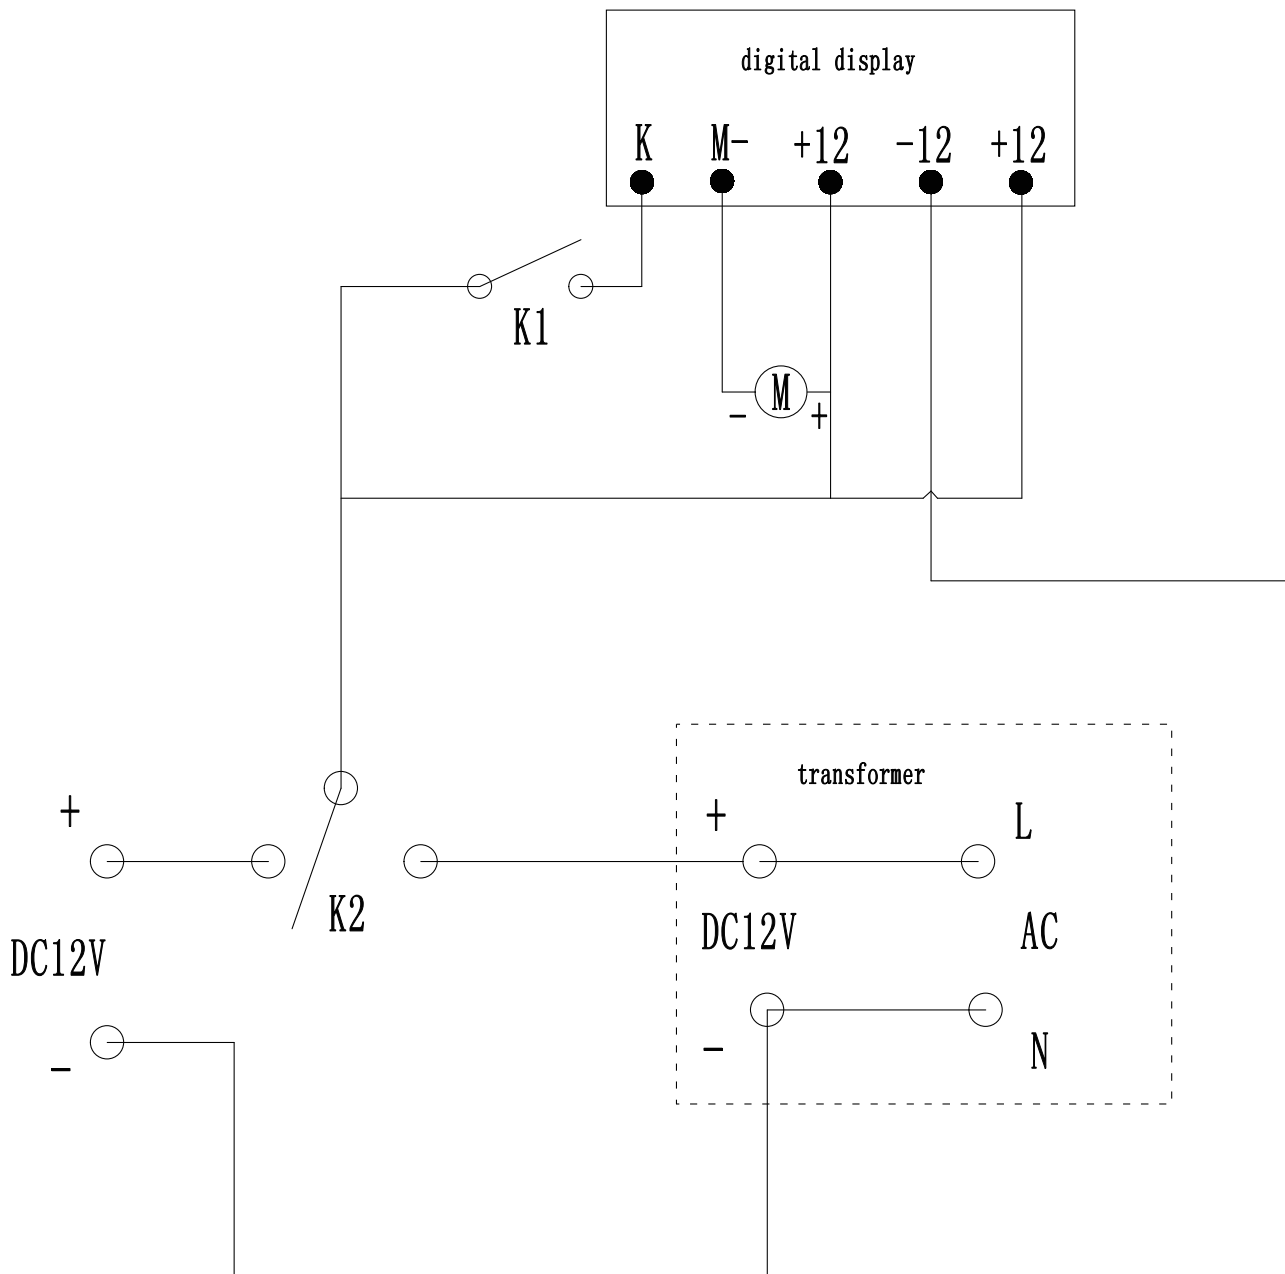 digital display
K M- +12 -12 +12
K1
M
- +
transformer
+ + L
K2
DC12V DC12V AC
- - N